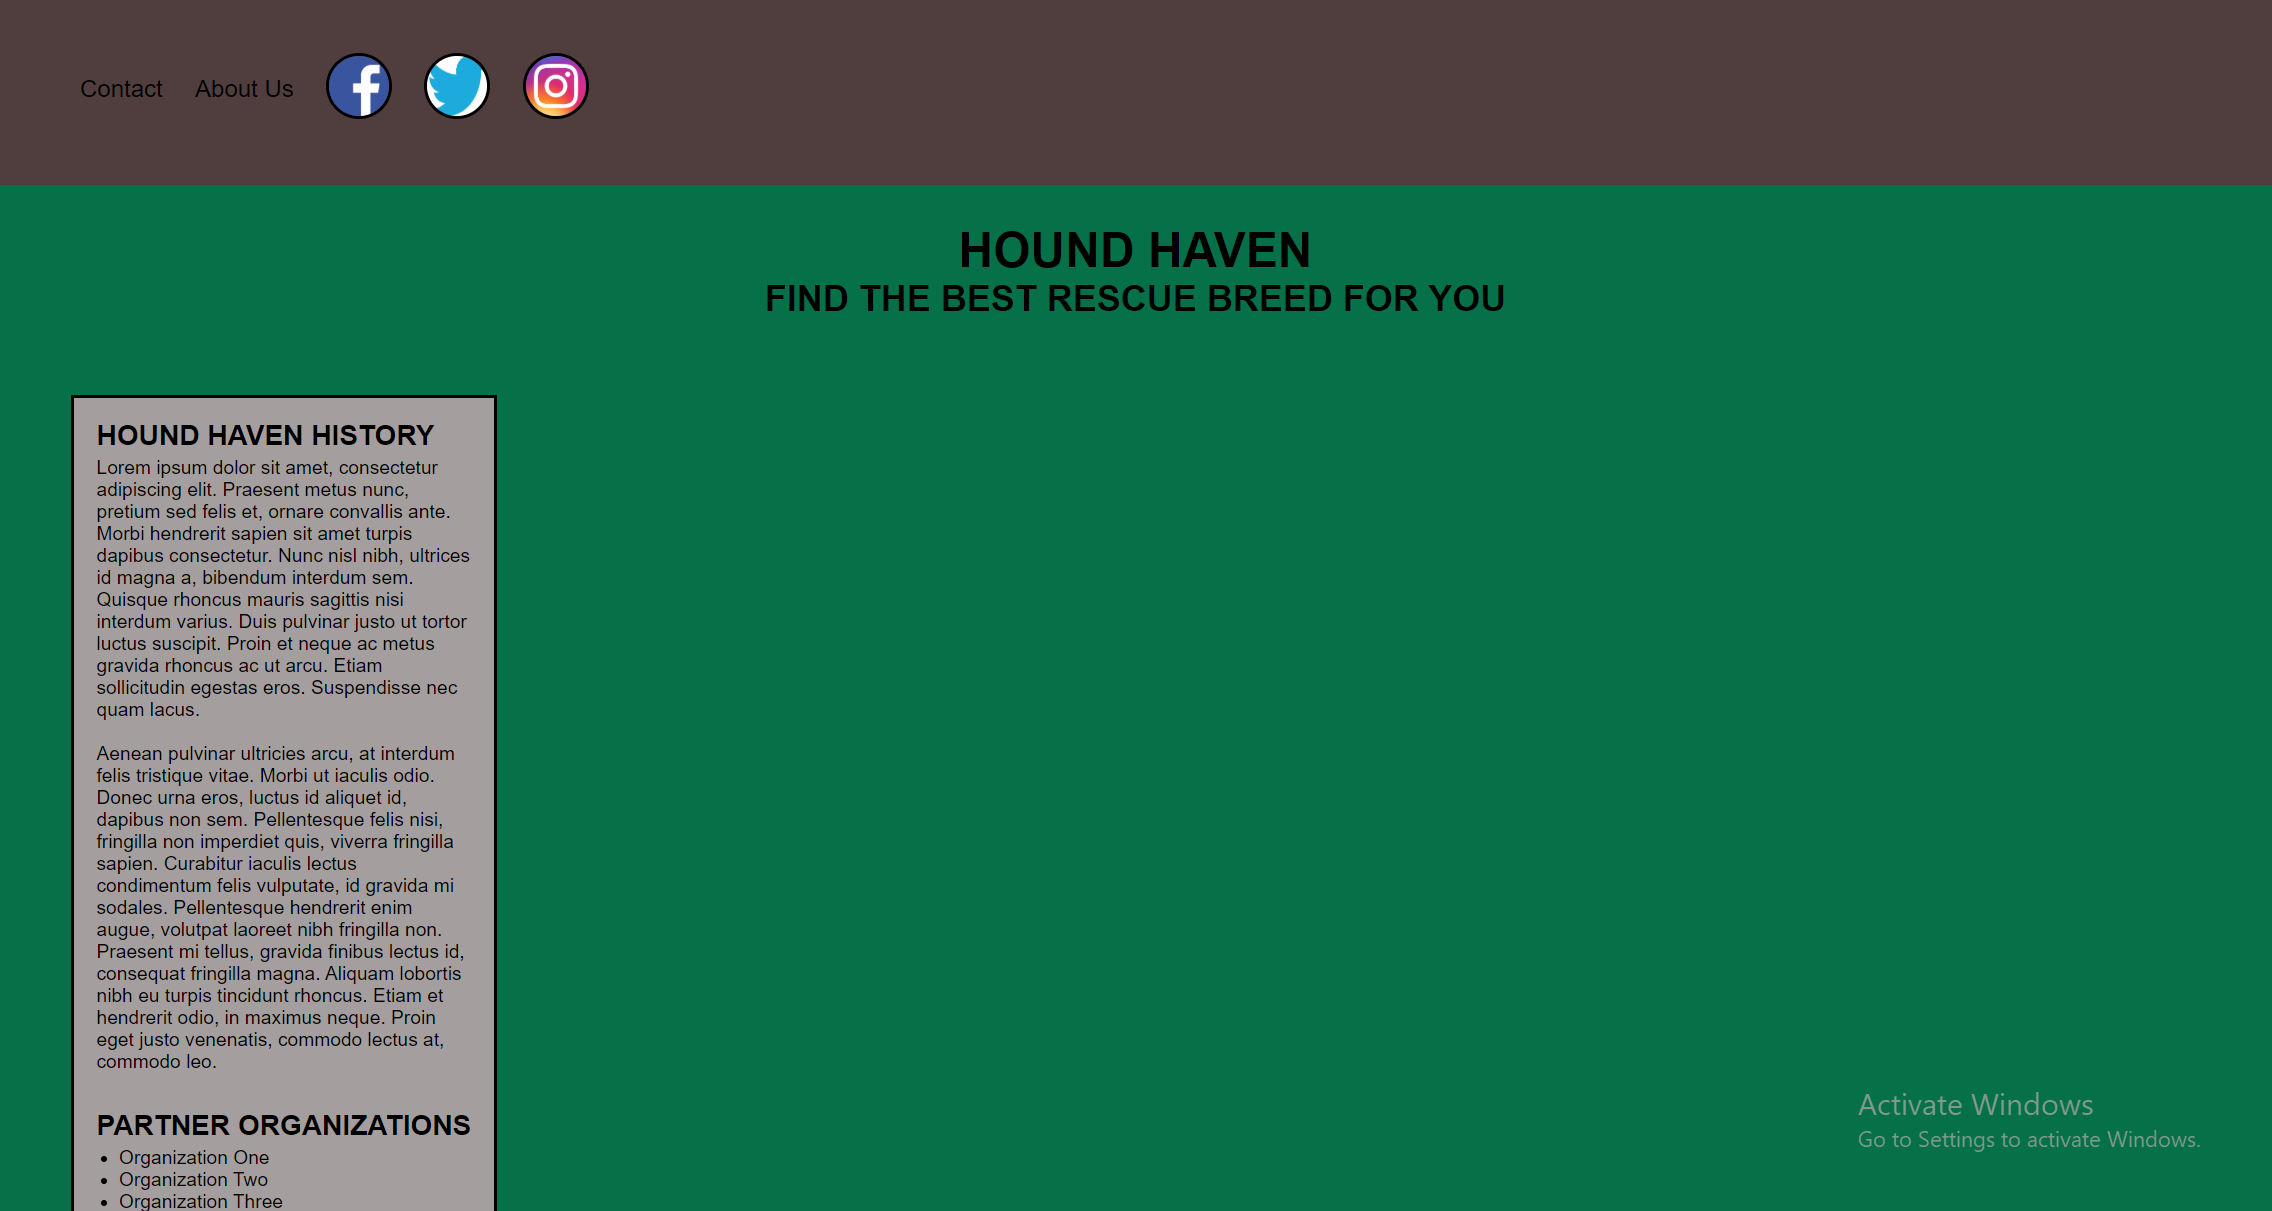 Contact About Us
HOUND HAVEN
FIND THE BEST RESCUE BREED FOR YOU
HOUND HAVEN HISTORY
Lorem ipsum dolor sit amet, consectetur
adipiscing elit. Praesent metus nunc,
pretium sed felis et, ornare convallis ante.
Morbi hendrerit sapien sit amet turpis
dapibus consectetur. Nunc nisl nibh, ultrices
id magna a, bibendum interdum sem.
Quisque rhoncus mauris sagittis nisi
interdum varius. Duis pulvinar justo ut tortor
luctus suscipit. Proin et neque ac metus
gravida rhoncus ac ut arcu. Etiam
sollicitudin egestas eros. Suspendisse nec
quam lacus.
Aenean pulvinar ultricies arcu, at interdum
felis tristique vitae. Morbi ut iaculis odio.
Donec urna eros, luctus id aliquet id,
dapibus non sem. Pellentesque felis nisi,
fringilla non imperdiet quis, viverra fringilla
sapien. Curabitur iaculis lectus
condimentum felis vulputate, id gravida mi
sodales. Pellentesque hendrerit enim
augue, volutpat laoreet nibh fringilla non.
Praesent mi tellus, gravida finibus lectus id,
consequat fringilla magna. Aliquam lobortis
nibh eu turpis tincidunt rhoncus. Etiam et
hendrerit odio, in maximus neque. Proin
eget justo venenatis, commodo lectus at,
commodo leo.
PARTNER ORGANIZATIONS
• Organization One
• Organization Two
• Organization Three
Activate Windows
Go to Settings to activate Windows.